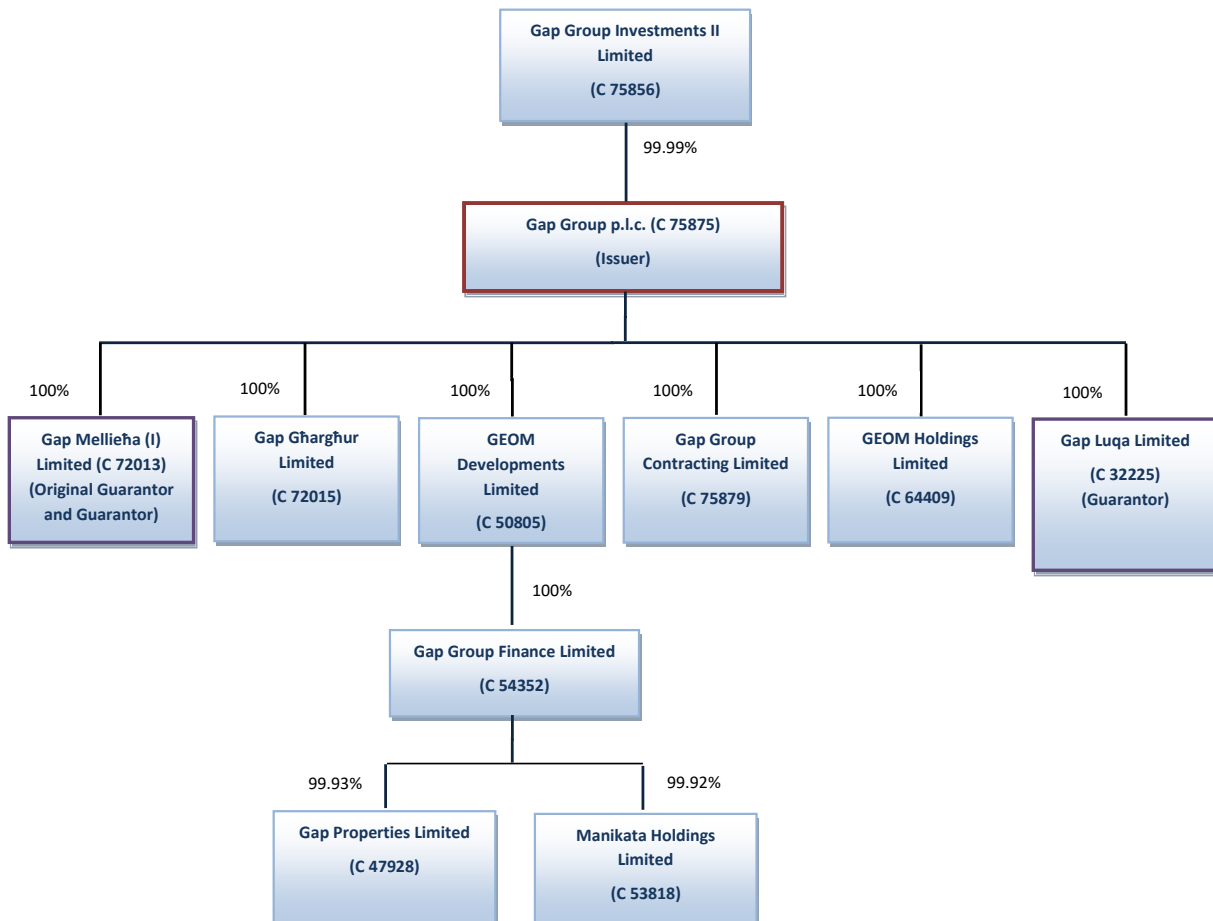 Gap Group Investments II
Limited
(C 75856)
99.99%
Gap Group p.l.c. (C 75875)
(Issuer)
100%
100%
100%
100%
100%
100%
Gap Mellieħa (I)
Limited (C 72013)
(Original Guarantor
and Guarantor)
Gap Għargħur
Limited
(C 72015)
GEOM
Developments
Limited
(C 50805)
Gap Group
Contracting Limited
(C 75879)
GEOM Holdings
Limited
(C 64409)
Gap Luqa Limited
(C 32225)
(Guarantor)
100%
Gap Group Finance Limited
(C 54352)
99.93%
99.92%
Gap Properties Limited
(C 47928)
Manikata Holdings
Limited
(C 53818)